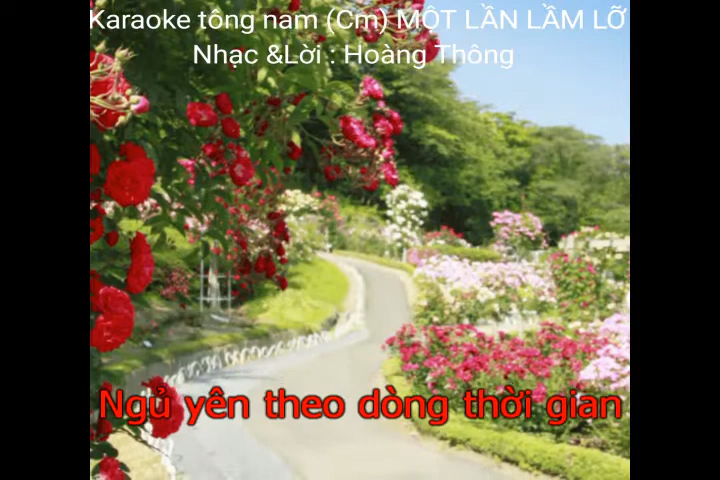 Karaoke tông nam (Cm) MỘT LẦN LẦM LỠ
Nhạc &Lời : Hoàng Thông
Ngủ yên theo dòng thời gian